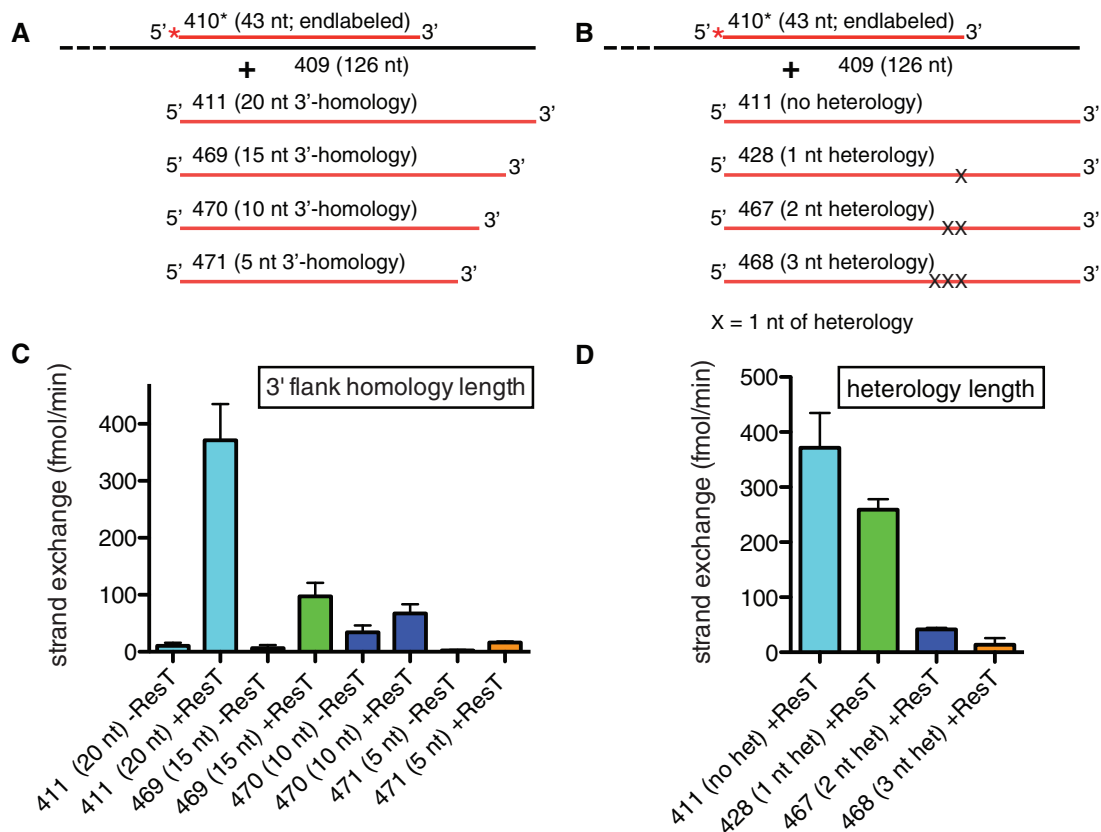 A
5’ * 410* (43 nt; endlabeled) 3’
+ 409 (126 nt)
5’ 411 (20 nt 3’-homology) 3’
5’ 469 (15 nt 3’-homology) 3’
5’ 470 (10 nt 3’-homology) 3’
5’ 471 (5 nt 3’-homology) 3’
B
5’ * 410* (43 nt; endlabeled) 3’
+ 409 (126 nt)
5’ 411 (no heterology) 3’
5’ 428 (1 nt heterology) 3’
X
5’ 467 (2 nt heterology) 3’
XX
5’ 468 (3 nt heterology) 3’
XXX
X = 1 nt of heterology
C
3' flank homology length
strand exchange (fmol/min)
400
300
200
100
0
411 (20 nt) -ResT
411 (20 nt) +ResT
469 (15 nt) -ResT
469 (15 nt) +ResT
470 (10 nt) -ResT
470 (10 nt) +ResT
471 (5 nt) -ResT
471 (5 nt) +ResT
D
heterology length
strand exchange (fmol/min)
500
400
300
200
100
0
411 (no het) +ResT
428 (1 nt het) +ResT
467 (2 nt het) +ResT
468 (3 nt het) +ResT